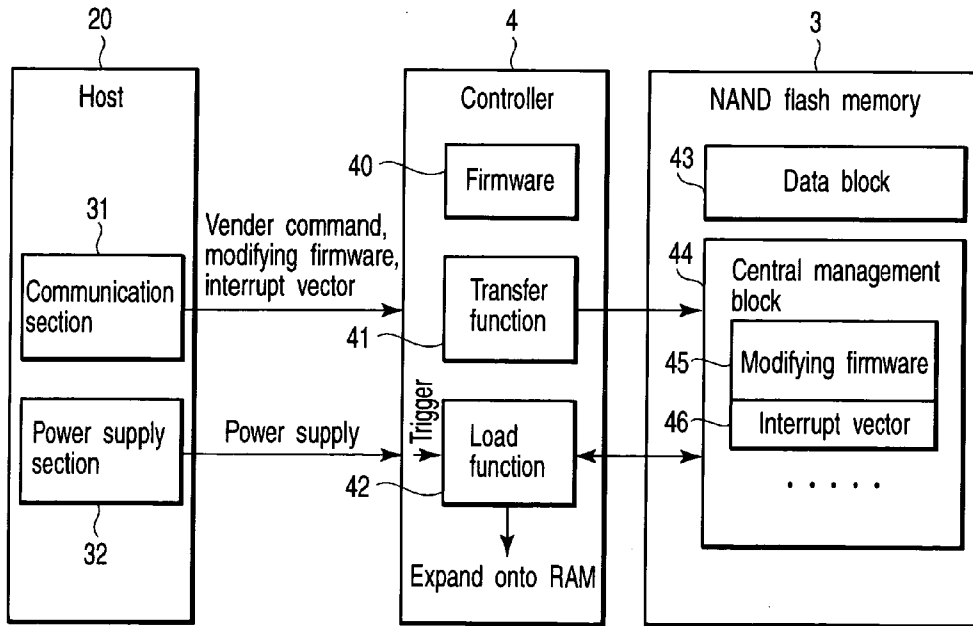 20
Host
31
Communication
section
Power supply
section
32
Vender command,
modifying firmware,
interrupt vector
Power supply
4
Controller
40
Firmware
Transfer
function
41
Trigger
Load
function
42
Expand onto RAM
3
NAND flash memory
43
Data block
44
Central management
block
45
Modifying firmware
46
Interrupt vector
.....